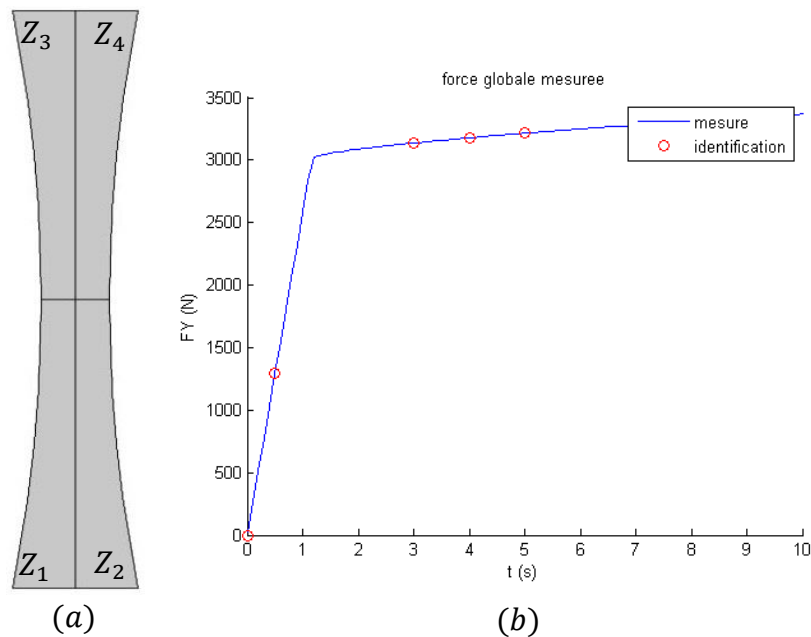 Z₃ Z₄
Z₁ Z₂
(a)
force globale mesuree
3500
3000
2500
2000
1500
1000
500
0
FY (N)
mesure
identification
0 1 2 3 4 5 6 7 8 9 10
t (s)
(b)